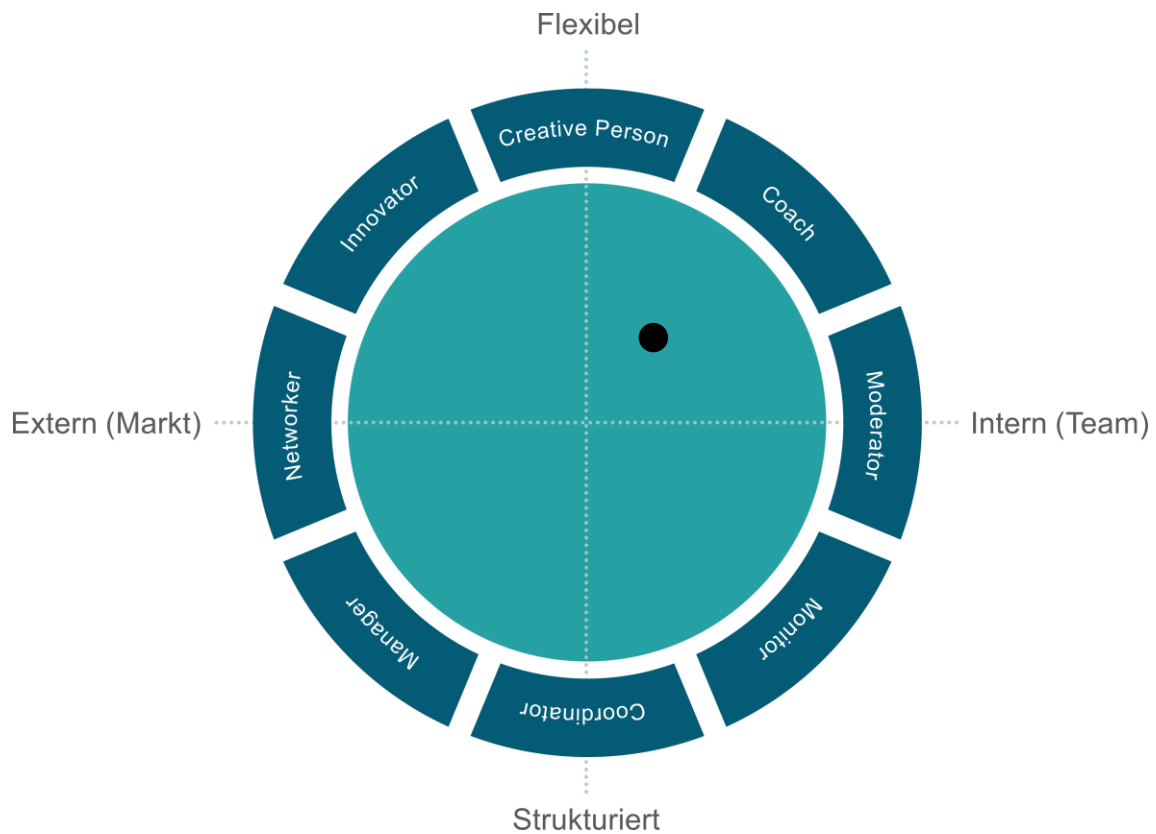 Flexibel
Creative Person
Innovator
Coach
Networker
Moderator
Extern (Markt)
Intern (Team)
Manager
Monitor
Coordinator
Strukturiert